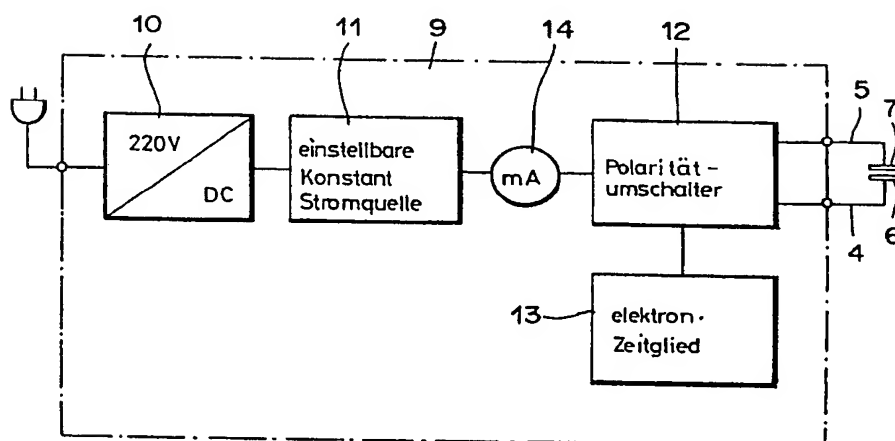 10
11
9
14
12
5
7
220V
DC
einstellbare
Konstant
Stromquelle
mA
Polarität-
umschalter
4
6
13
elektron.
Zeitglied